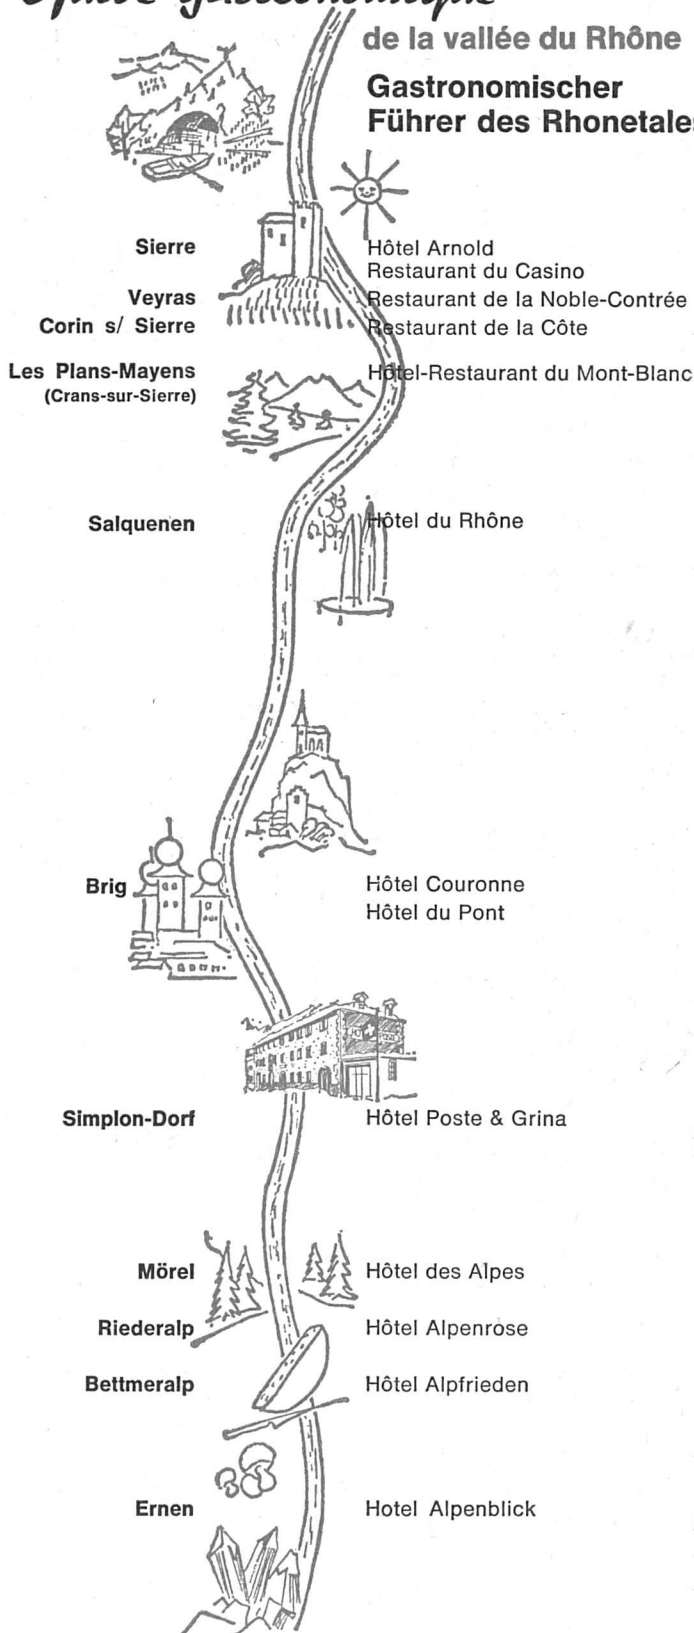 gastronomique
de la vallée du Rhône
Gastronomischer
Führer des Rhonetales
Sierre Hôtel Arnold
Restaurant du Casino
Veyras Restaurant de la Noble-Contrée
Corin s/ Sierre Restaurant de la Côte
Les Plans-Mayens Hôtel-Restaurant du Mont-Blanc
(Crans-sur-Sierre)
Salquenen Hôtel du Rhône
Brig Hôtel Couronne
Hôtel du Pont
Simplon-Dorf Hôtel Poste & Grina
Mörel Hôtel des Alpes
Riederalp Hôtel Alpenrose
Bettmeralp Hôtel Alpfrieden
Ernen Hotel Alpenblick